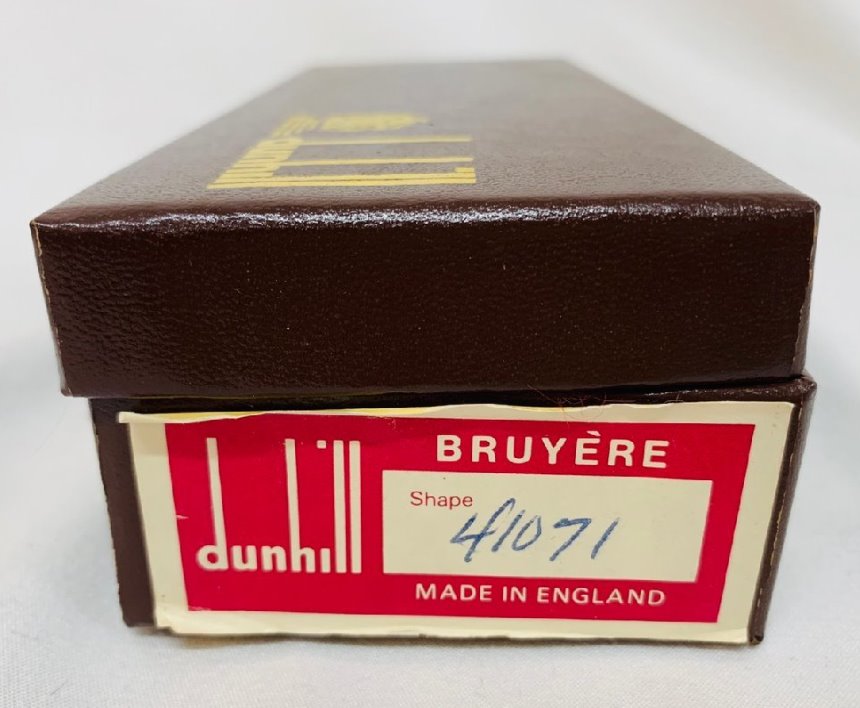 dunhill
BRUYÈRE
Shape
41071
MADE IN ENGLAND